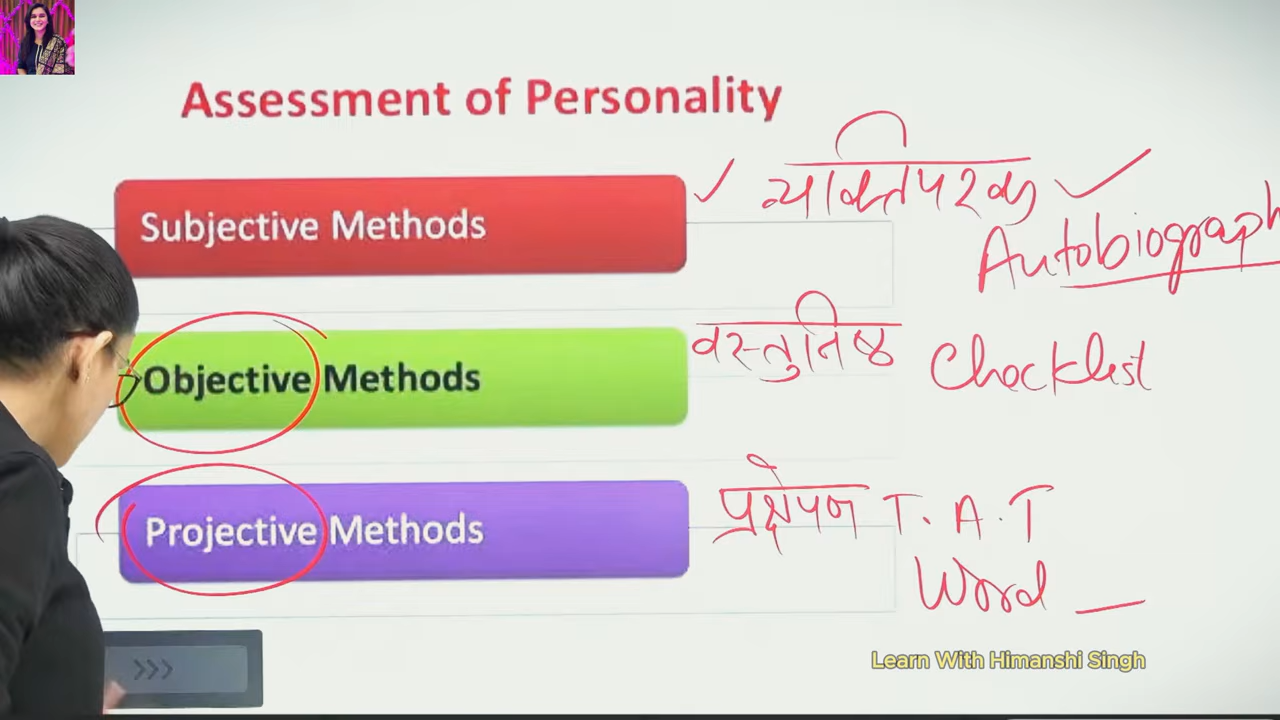 Assessment of Personality
Subjective Methods
व्यक्तिपरक
Autobiograph
Objective Methods
वस्तुनिष्ठ
Checklist
Projective Methods
प्रक्षेपण T. A. T
Word
Learn With Himanshi Singh